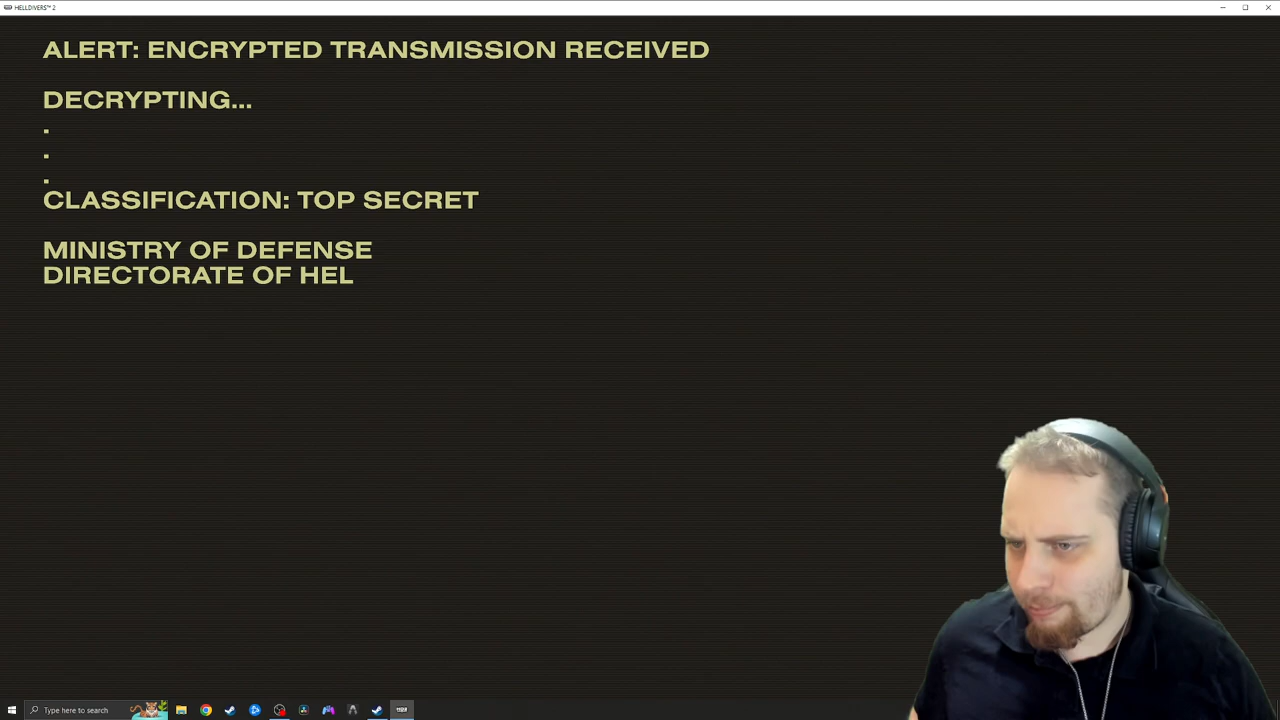 HELLDIVERS™ 2
ALERT: ENCRYPTED TRANSMISSION RECEIVED
DECRYPTING...
.
.
.
CLASSIFICATION: TOP SECRET
MINISTRY OF DEFENSE
DIRECTORATE OF HEL
Type here to search